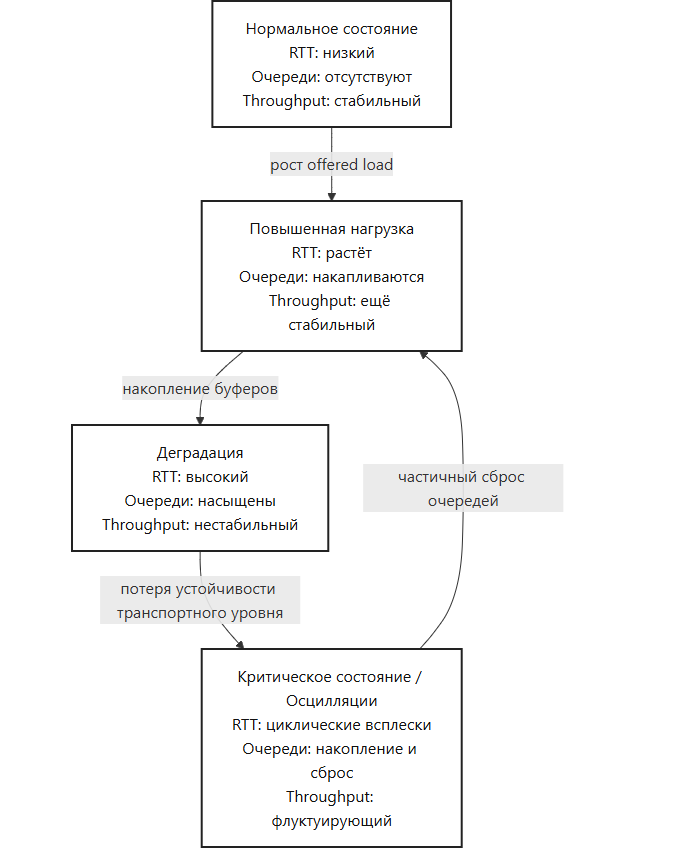 Нормальное состояние
RTT: низкий
Очереди: отсутствуют
Throughput: стабильный
рост offered load
Повышенная нагрузка
RTT: растёт
Очереди: накапливаются
Throughput: ещё
стабильный
накопление буферов
Деградация
RTT: высокий
Очереди: насыщены
Throughput: нестабильный
частичный сброс
очередей
потеря устойчивости
транспортного уровня
Критическое состояние /
Осцилляции
RTT: циклические всплески
Очереди: накопление и
сброс
Throughput:
флуктуирующий